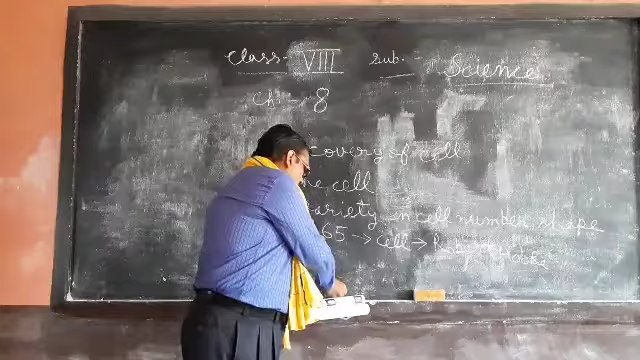 Class - VIII Sub. - Science
Ch - 8
covery of cell
he cell
ariety in cell number, shape
65 → Cell → Robert Hooke